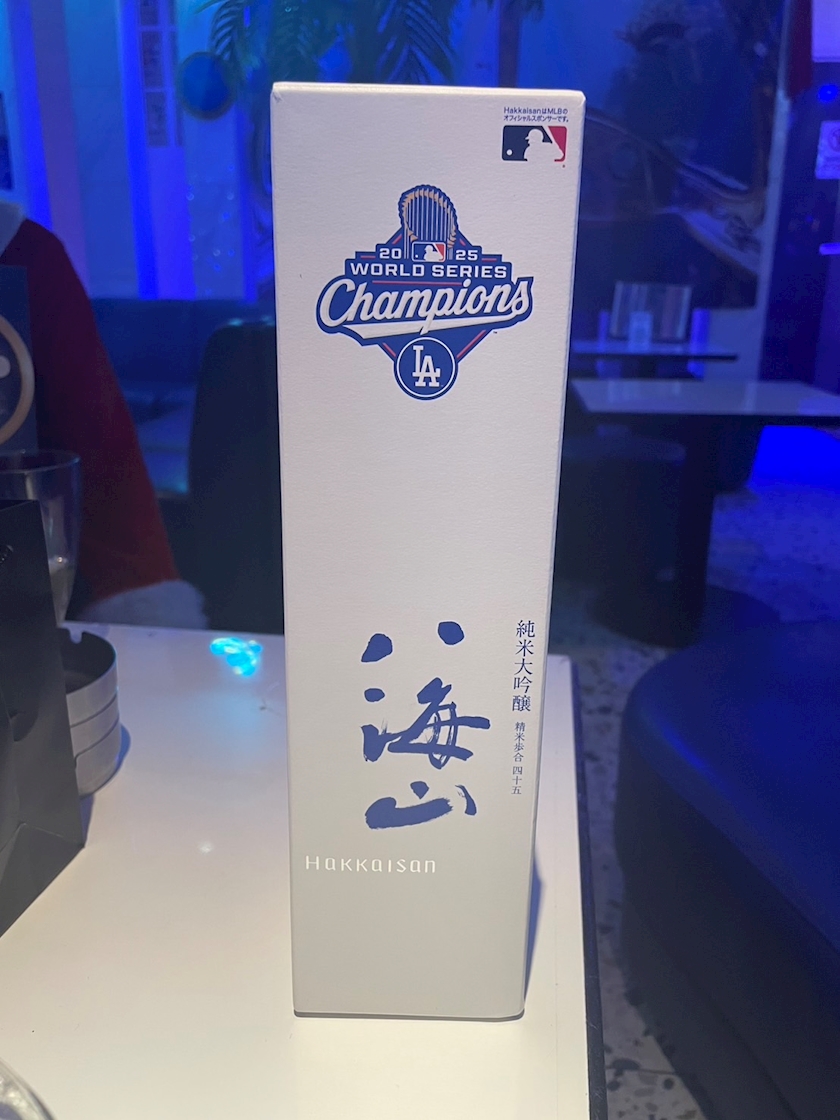 HakkaisanはMLBの
オフィシャルスポンサーです。
20 25
WORLD SERIES
Champions
LA
純米大吟醸 精米歩合 四十五
八海山
Hakkaisan